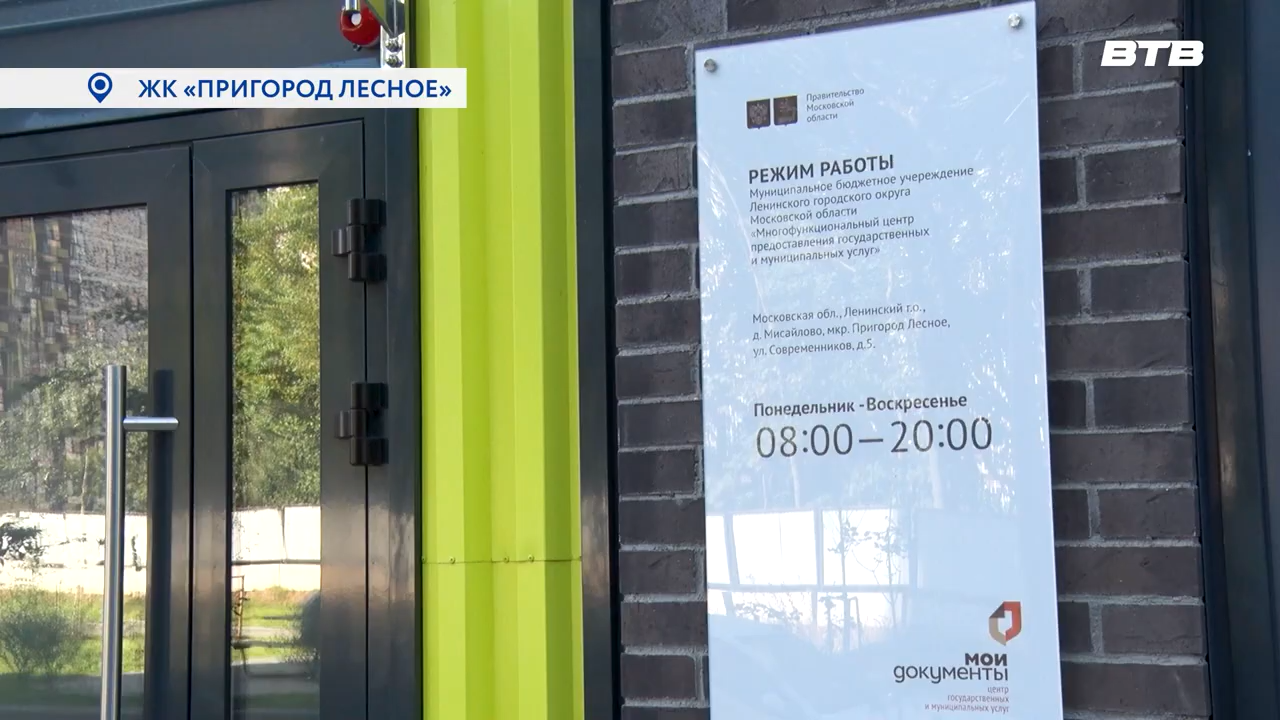 ВТВ
ЖК «ПРИГОРОД ЛЕСНОЕ»
Правительство
Московской
области
РЕЖИМ РАБОТЫ
Муниципальное бюджетное учереждение
Ленинского городского округа
Московской области
«Многофункциональный центр
предоставления государственных
и муниципальных услуг»
Московская обл., Ленинский г.о.,
д. Мисайлово, мкр. Пригород Лесное,
ул. Современников, д.5.
Понедельник - Воскресенье
08:00 — 20:00
МОИ
документы
центр
государственных
и муниципальных услуг